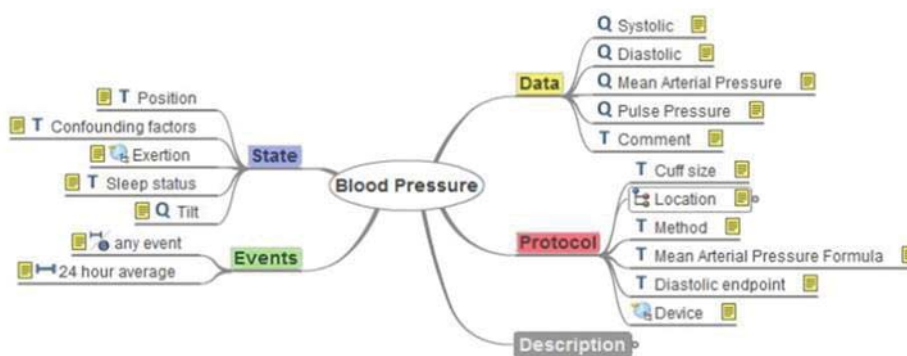 Blood Pressure
Data
Q Systolic
Q Diastolic
Q Mean Arterial Pressure
Q Pulse Pressure
T Comment
Protocol
T Cuff size
Location
T Method
T Mean Arterial Pressure Formula
T Diastolic endpoint
Device
Description
State
T Position
T Confounding factors
Exertion
T Sleep status
Q Tilt
Events
any event
24 hour average